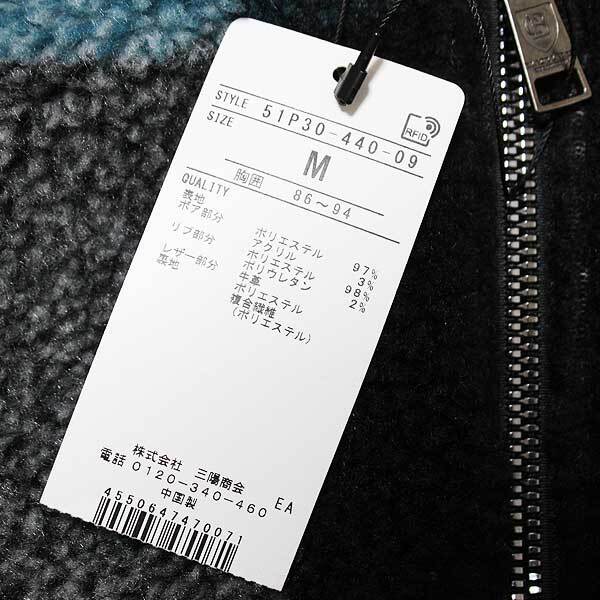 STYLE 51P30-440-09
RFID
SIZE
M
胸囲 86～94
QUALITY
表地
ボア部分 ポリエステル 97%
アクリル 3%
リブ部分 ポリエステル 98%
ポリウレタン 2%
レザー部分 牛革
裏地 ポリエステル
複合繊維
(ポリエステル)
株式会社 三陽商会
電話 0120-340-460 EA
中国製
4550647470071